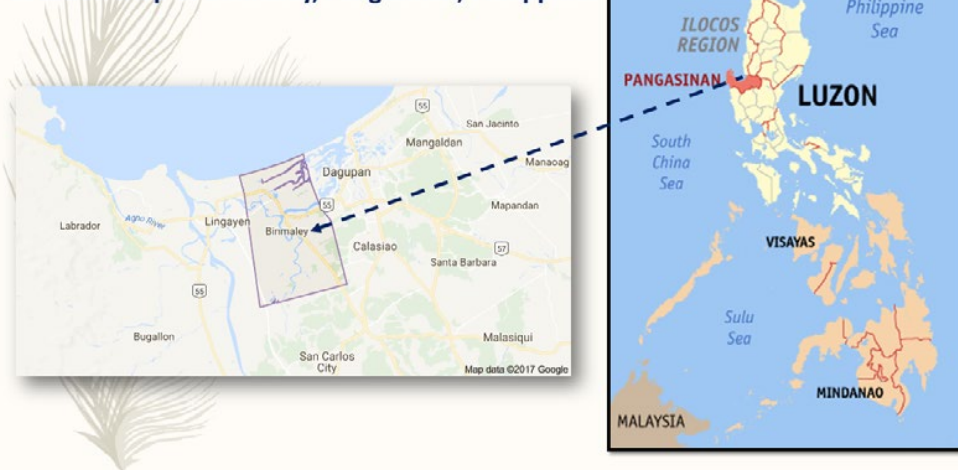 ILOCOS
REGION
Philippine
Sea
PANGASINAN
LUZON
South
China
Sea
VISAYAS
Sulu
Sea
MINDANAO
MALAYSIA
55
San Jacinto
Mangaldan
Manaoag
Dagupan
Mapandan
Labrador
Agno River
Lingayen
55
Binmaley
Calasiao
57
Santa Barbara
55
Bugallon
Malasiqui
San Carlos
City
Map data ©2017 Google